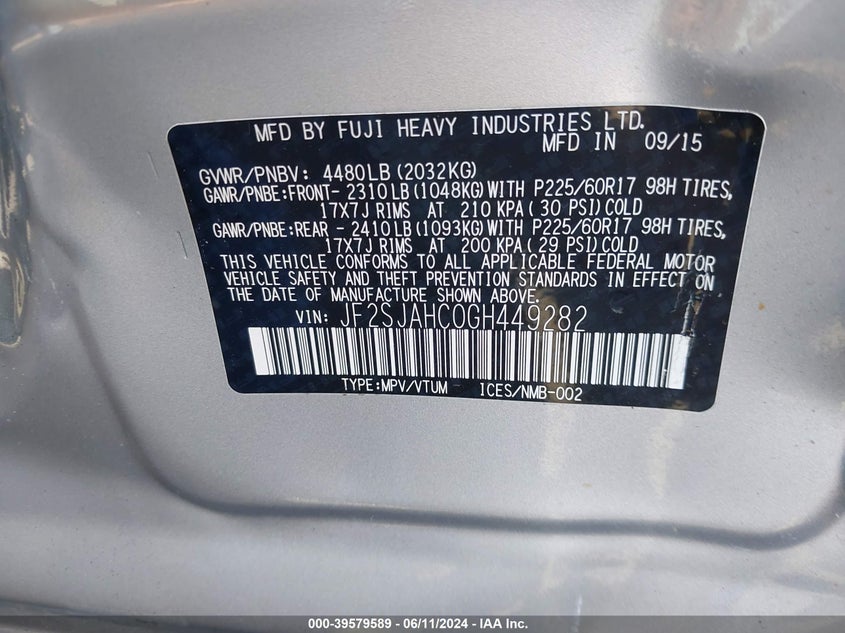 MFD BY FUJI HEAVY INDUSTRIES LTD.
MFD IN 09/15
GVWR/PNBV: 4480LB (2032KG)
GAWR/PNBE:FRONT- 2310LB (1048KG)WITH P225/60R17 98H TIRES,
17X7J RIMS AT 210 KPA( 30 PSI)COLD
GAWR/PNBE:REAR - 2410LB (1093KG)WITH P225/60R17 98H TIRES,
17X7J RIMS AT 200 KPA( 29 PSI)COLD
THIS VEHICLE CONFORMS TO ALL APPLICABLE FEDERAL MOTOR
VEHICLE SAFETY AND THEFT PREVENTION STANDARDS IN EFFECT ON
THE DATE OF MANUFACTURE SHOWN ABOVE.
VIN: JF2SJAHC0GH449282
TYPE:MPV/VTUM ICES/NMB-002
000-39579589 - 06/11/2024 - IAA HOLDINGS, LLC.